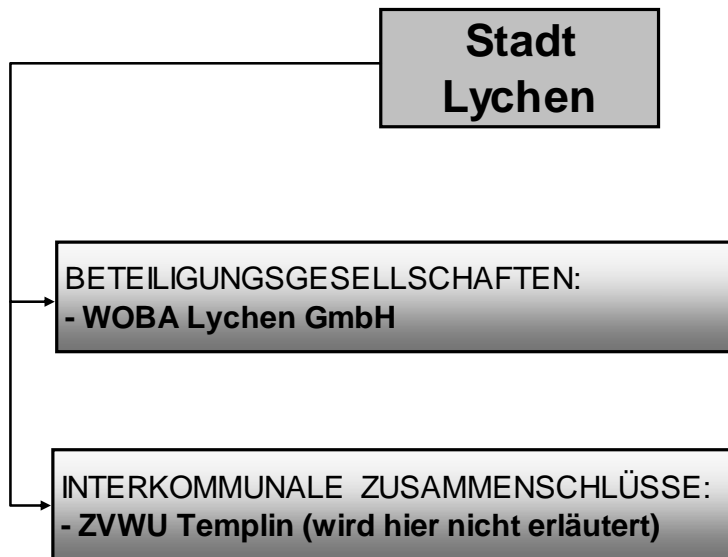 Stadt
Lychen
BETEILIGUNGSGESELLSCHAFTEN:
- WOBA Lychen GmbH
INTERKOMMUNALE ZUSAMMENSCHLÜSSE:
- ZVWU Templin (wird hier nicht erläutert)